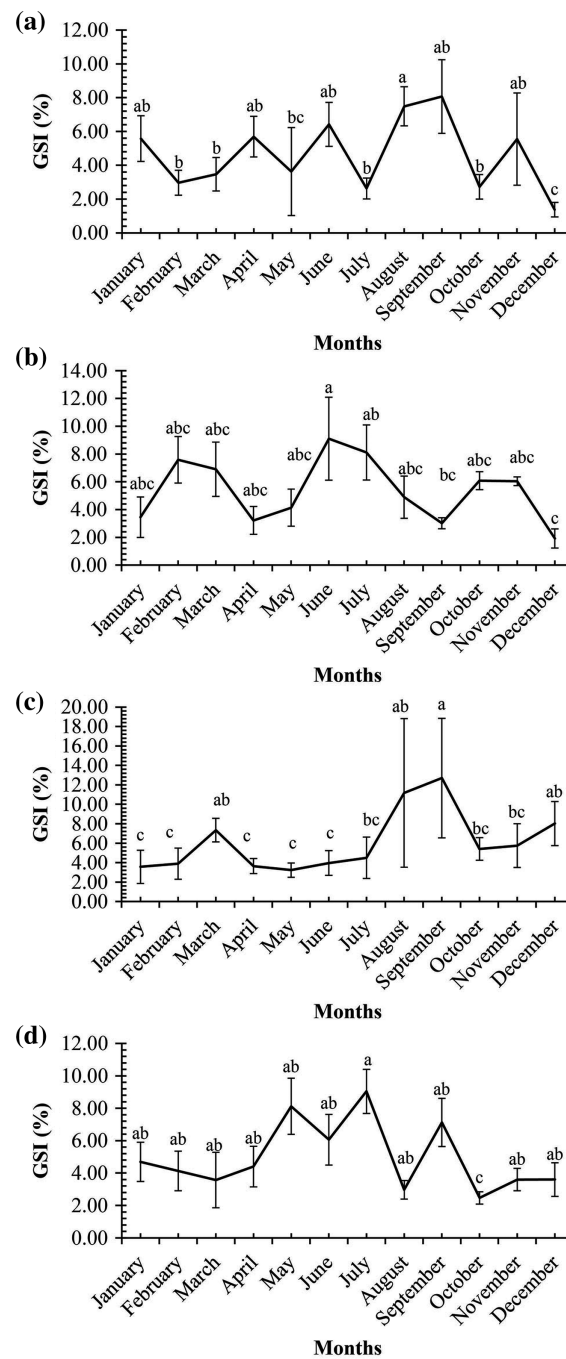 (a)
GSI (%)
12.00
10.00
8.00
6.00
4.00
2.00
0.00
ab
b
b
ab
bc
ab
b
a
ab
b
ab
c
January
February
March
April
May
June
July
August
September
October
November
December
Months
(b)
GSI (%)
14.00
12.00
10.00
8.00
6.00
4.00
2.00
0.00
abc
abc
abc
abc
abc
a
ab
abc
bc
abc
abc
c
January
February
March
April
May
June
July
August
September
October
November
December
Months
(c)
GSI (%)
20.00
18.00
16.00
14.00
12.00
10.00
8.00
6.00
4.00
2.00
0.00
c
c
ab
c
c
c
bc
ab
a
bc
bc
ab
January
February
March
April
May
June
July
August
September
October
November
December
Months
(d)
GSI (%)
12.00
10.00
8.00
6.00
4.00
2.00
0.00
ab
ab
ab
ab
ab
ab
a
ab
ab
c
ab
ab
January
February
March
April
May
June
July
August
September
October
November
December
Months